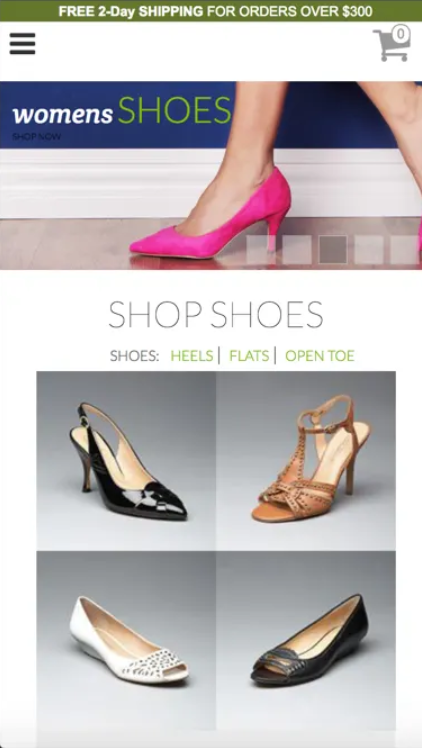 FREE 2-Day SHIPPING FOR ORDERS OVER $300
0
womens SHOES
SHOP NOW
SHOP SHOES
SHOES: HEELS | FLATS | OPEN TOE